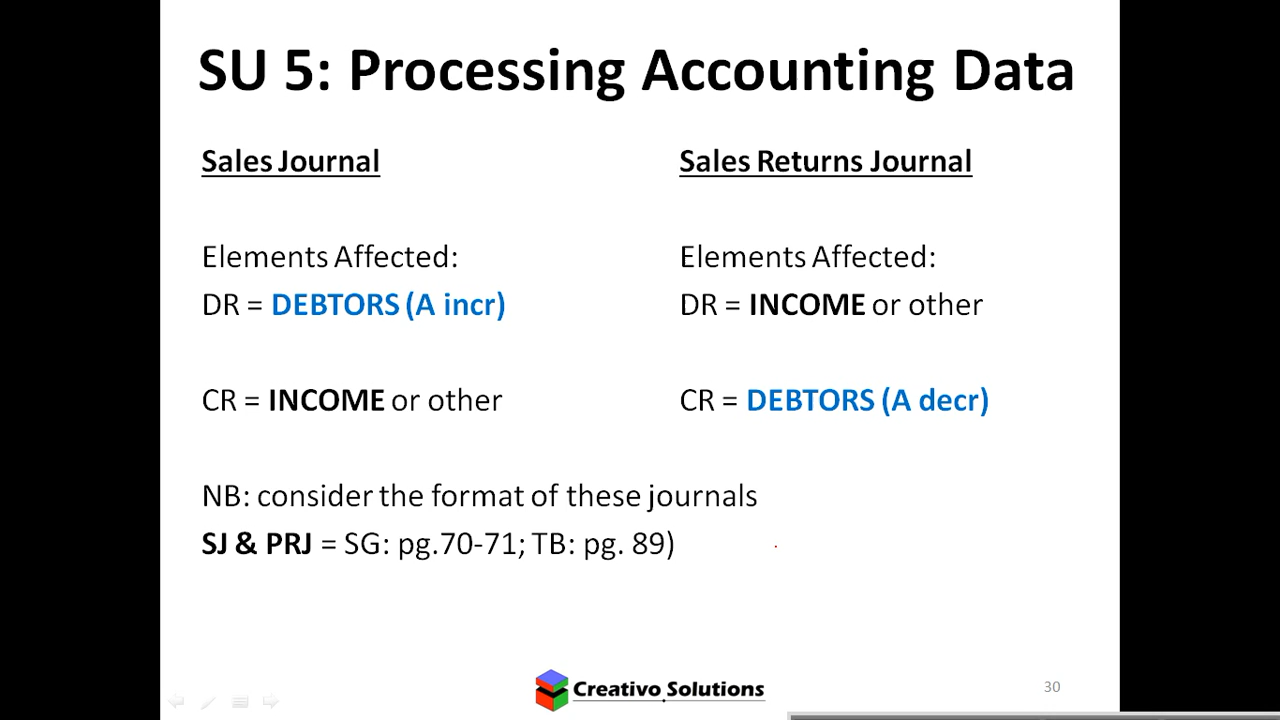 SU 5: Processing Accounting Data
Sales Journal
Elements Affected:
DR = DEBTORS (A incr)
CR = INCOME or other
Sales Returns Journal
Elements Affected:
DR = INCOME or other
CR = DEBTORS (A decr)
NB: consider the format of these journals
SJ & PRJ = SG: pg.70-71; TB: pg. 89)
Creativo Solutions
30